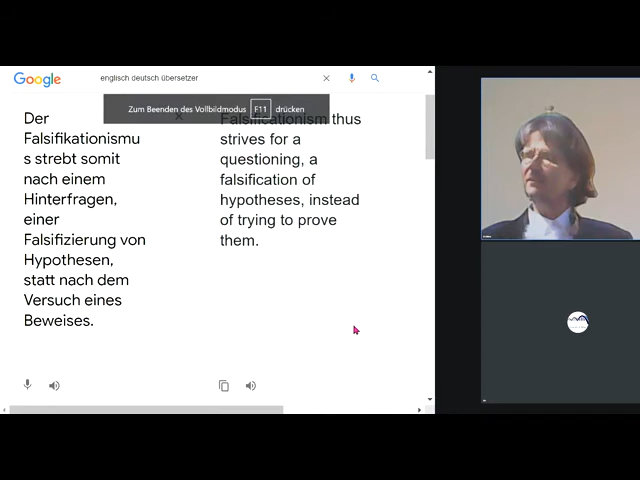 Google
englisch deutsch übersetzer
Zum Beenden des Vollbildmodus F11 drücken
Der
Falsifikationismu
s strebt somit
nach einem
Hinterfragen,
einer
Falsifizierung von
Hypothesen,
statt nach dem
Versuch eines
Beweises.
Falsificationism thus
strives for a
questioning, a
falsification of
hypotheses, instead
of trying to prove
them.